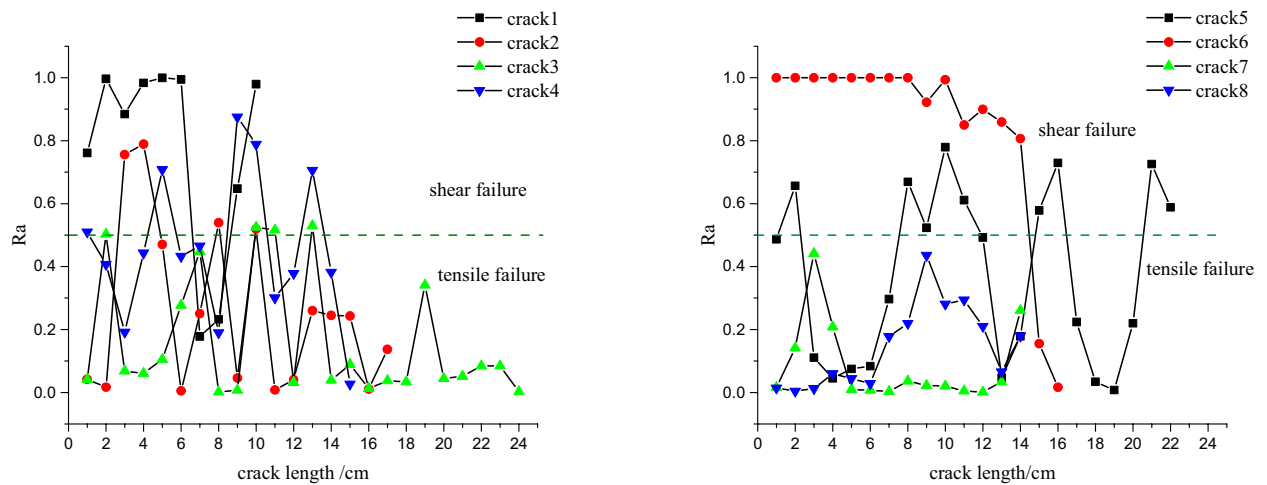 crack1
crack2
crack3
crack4
1.0
0.8
0.6
0.4
0.2
0.0
Ra
shear failure
tensile failure
0 2 4 6 8 10 12 14 16 18 20 22 24
crack length /cm
crack5
crack6
crack7
crack8
1.0
0.8
0.6
0.4
0.2
0.0
Ra
shear failure
tensile failure
0 2 4 6 8 10 12 14 16 18 20 22 24
crack length/cm